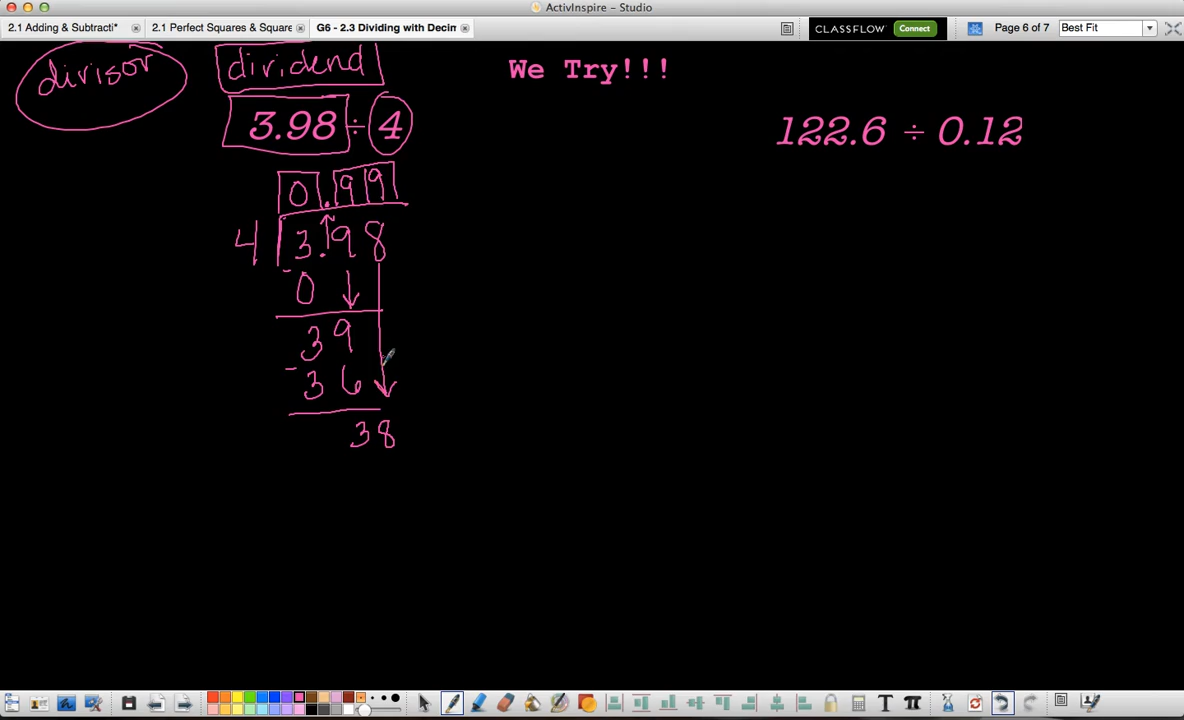 ActivInspire - Studio
2.1 Adding & Subtracti*
2.1 Perfect Squares & Square
G6 - 2.3 Dividing with Decim
CLASSFLOW
Connect
Page 6 of 7
Best Fit
divisor
dividend
We Try!!!
3.98 ÷ 4
122.6 ÷ 0.12
0.99
4 3.98
0
39
- 36
38
T π